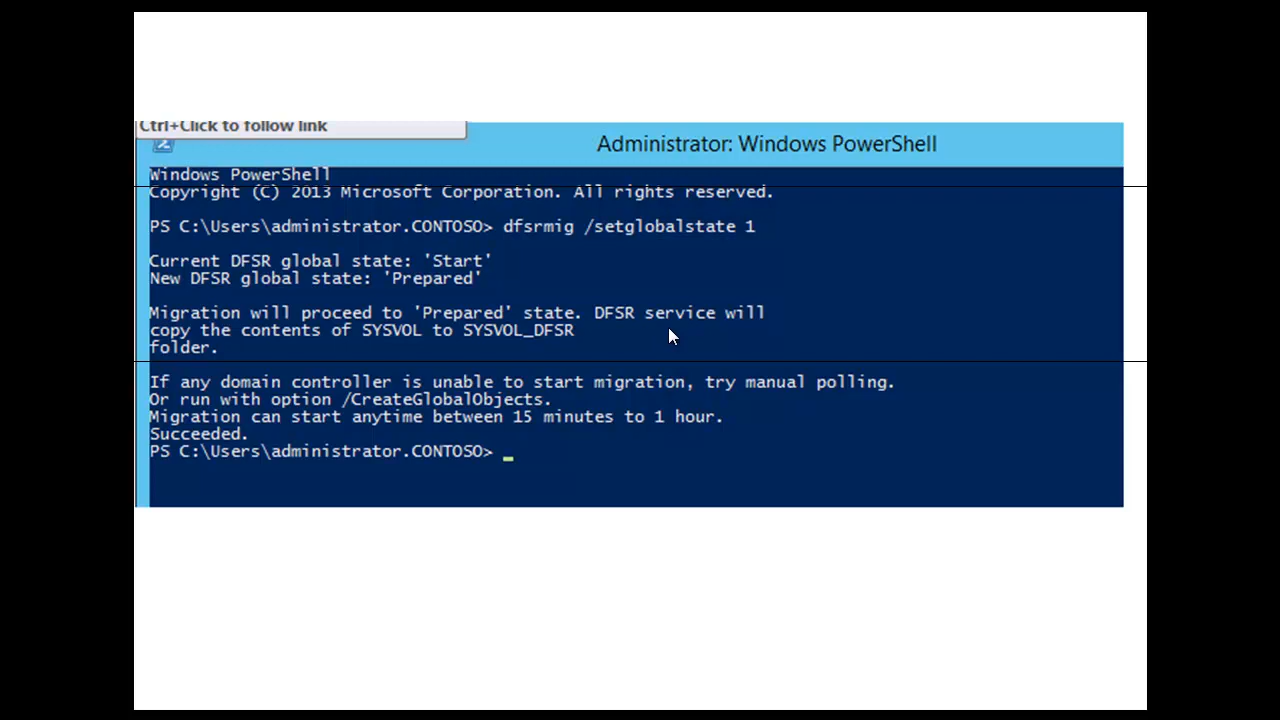 Ctrl+Click to follow link
Administrator: Windows PowerShell
Windows PowerShell
Copyright (C) 2013 Microsoft Corporation. All rights reserved.
PS C:\Users\administrator.CONTOSO> dfsrmig /setglobalstate 1
Current DFSR global state: 'Start'
New DFSR global state: 'Prepared'
Migration will proceed to 'Prepared' state. DFSR service will
copy the contents of SYSVOL to SYSVOL_DFSR
folder.
If any domain controller is unable to start migration, try manual polling.
Or run with option /CreateGlobalObjects.
Migration can start anytime between 15 minutes to 1 hour.
Succeeded.
PS C:\Users\administrator.CONTOSO>